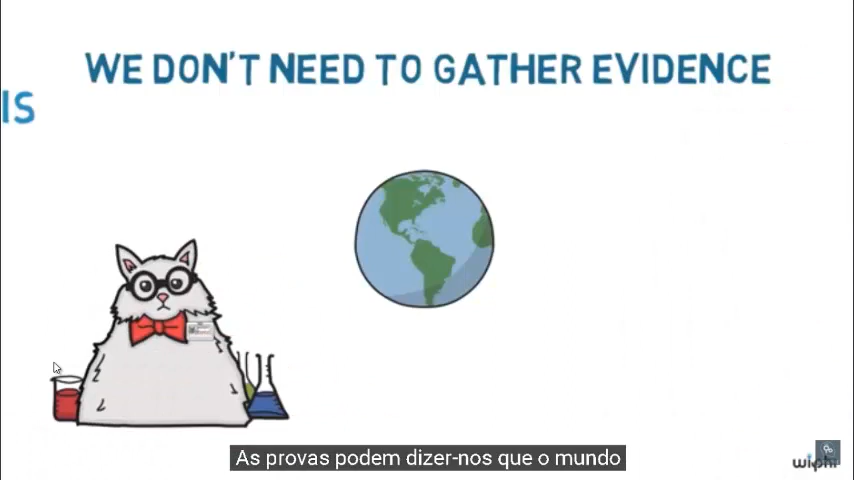 WE DON'T NEED TO GATHER EVIDENCE
IS
As provas podem dizer-nos que o mundo
wiphi